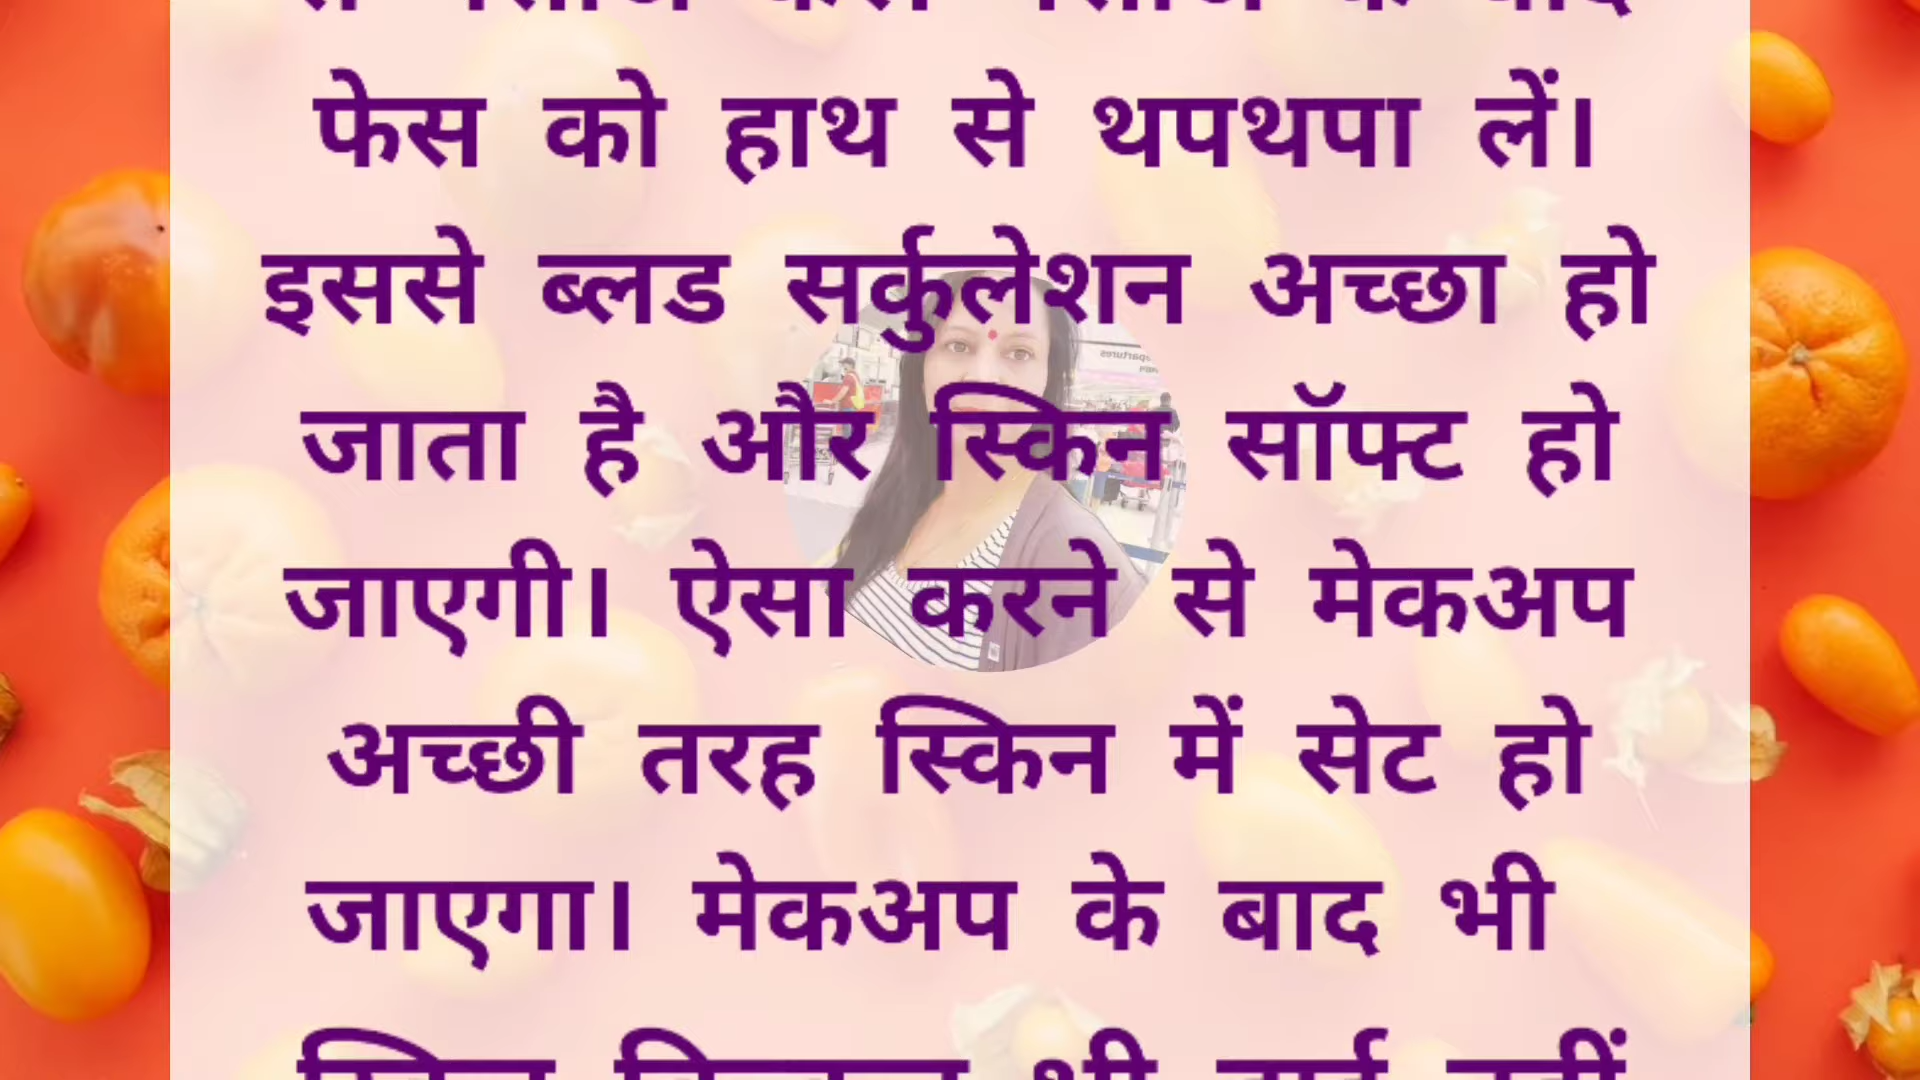 फेस को हाथ से थपथपा लें।
इससे ब्लड सर्कुलेशन अच्छा हो
जाता है और स्किन सॉफ्ट हो
जाएगी। ऐसा करने से मेकअप
अच्छी तरह स्किन में सेट हो
जाएगा। मेकअप के बाद भी